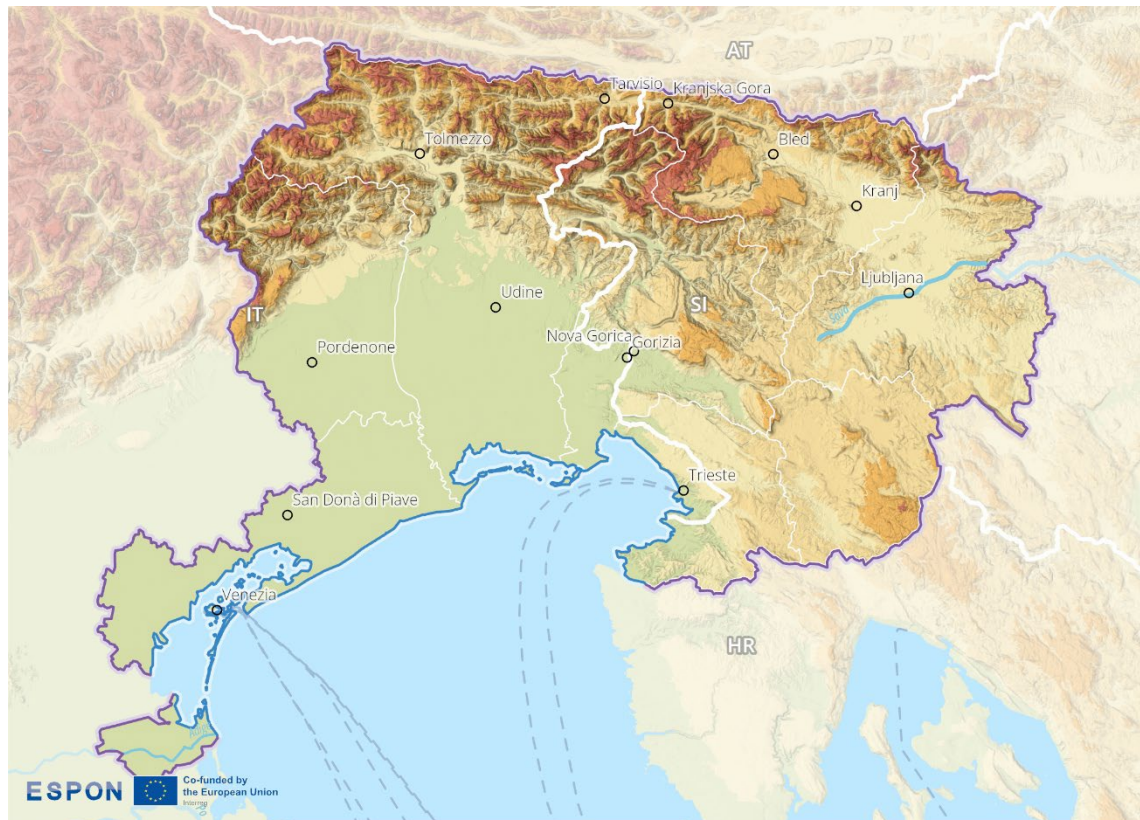 AT
Tarvisio
Kranjska Gora
Tolmezzo
Bled
Kranj
Ljubljana
Sava
Udine
IT
SI
Nova Gorica
Gorizia
Pordenone
Trieste
San Donà di Piave
Venezia
HR
ESPON
Co-funded by
the European Union
Interreg